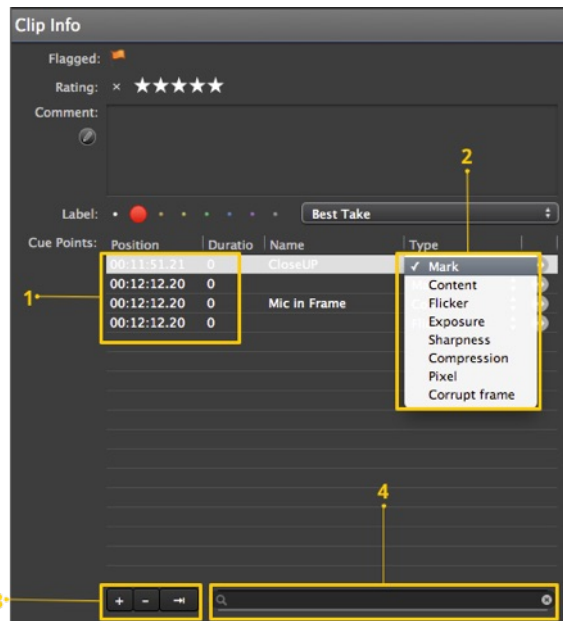 Clip Info
Flagged:
Rating: ×
Comment:
2
Label: Best Take
Cue Points: Position Duratio Name Type
00:11:51.21 0 CloseUP ✓ Mark
00:12:12.20 0 Content
1 00:12:12.20 0 Mic in Frame Flicker
00:12:12.20 0 Exposure
Sharpness
Compression
Pixel
Corrupt frame
4
+ -